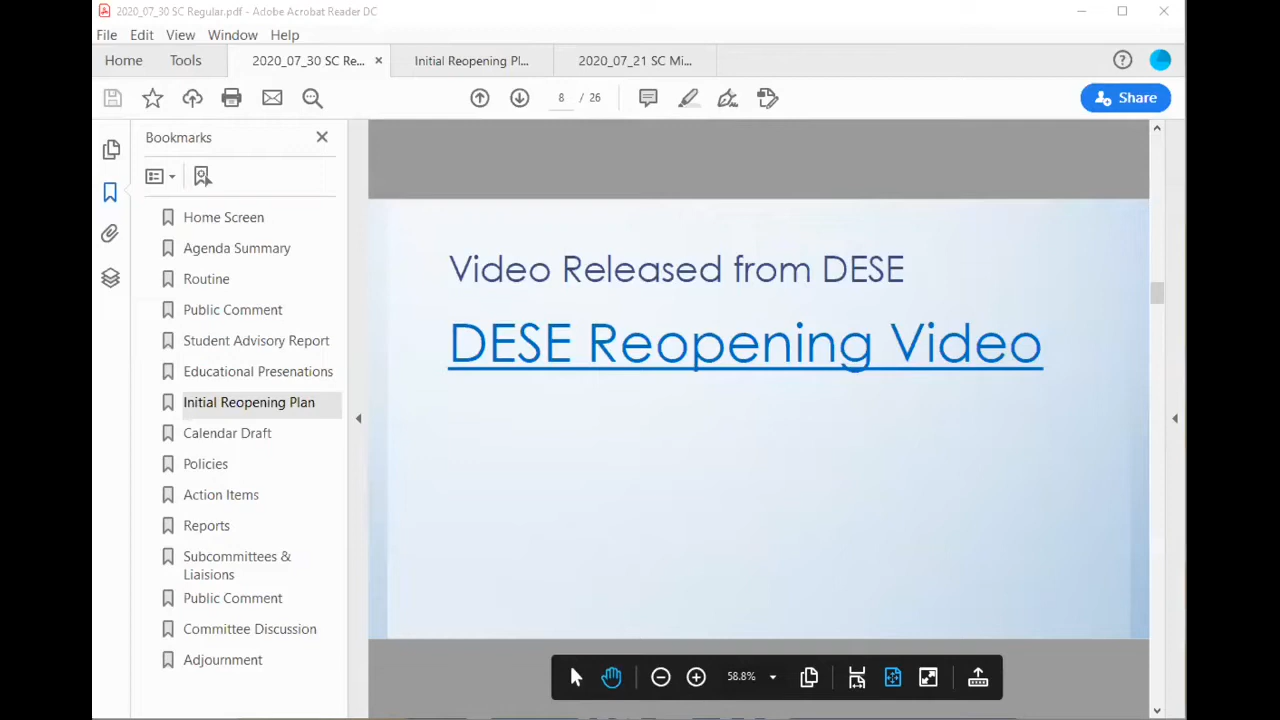 2020_07_30 SC Regular.pdf - Adobe Acrobat Reader DC
File Edit View Window Help
Home Tools 2020_07_30 SC Re... × Initial Reopening Pl... 2020_07_21 SC Mi...
8 / 26
Share
Bookmarks
Home Screen
Agenda Summary
Routine
Public Comment
Student Advisory Report
Educational Presenations
Initial Reopening Plan
Calendar Draft
Policies
Action Items
Reports
Subcommittees &
Liaisions
Public Comment
Committee Discussion
Adjournment
Video Released from DESE
DESE Reopening Video
58.8%